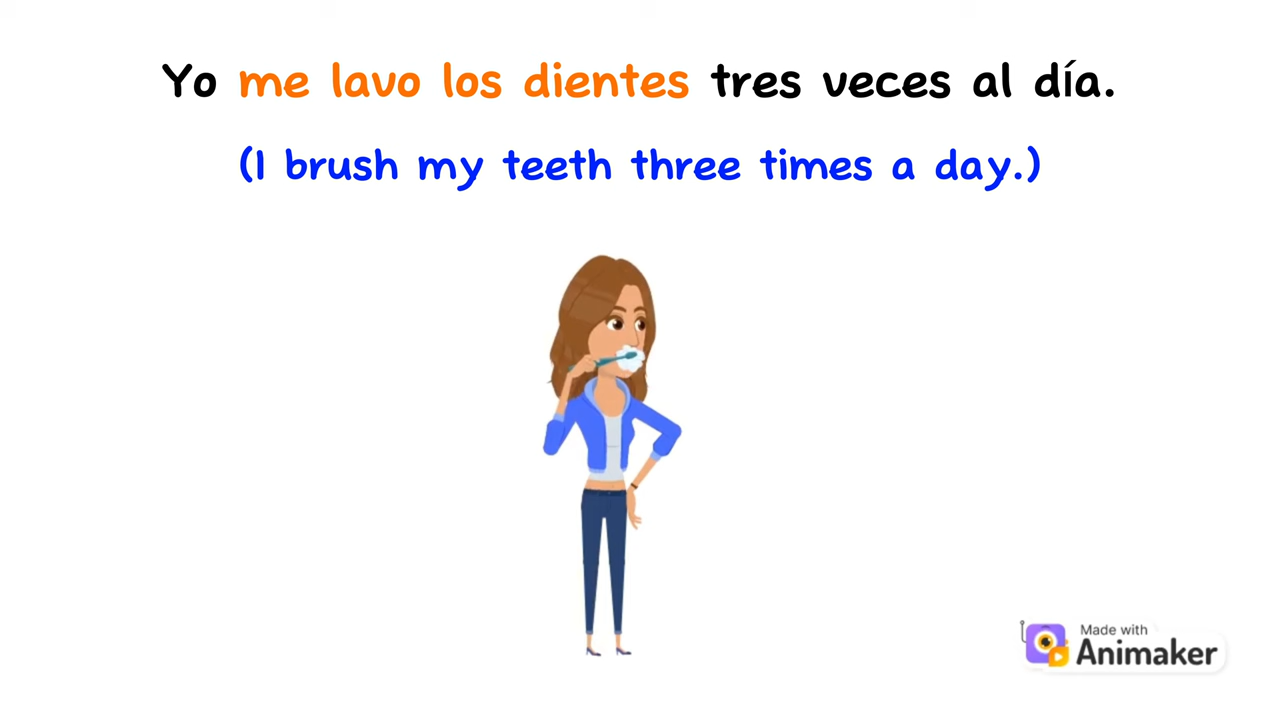 Yo me lavo los dientes tres veces al día.
(I brush my teeth three times a day.)
Made with
Animaker